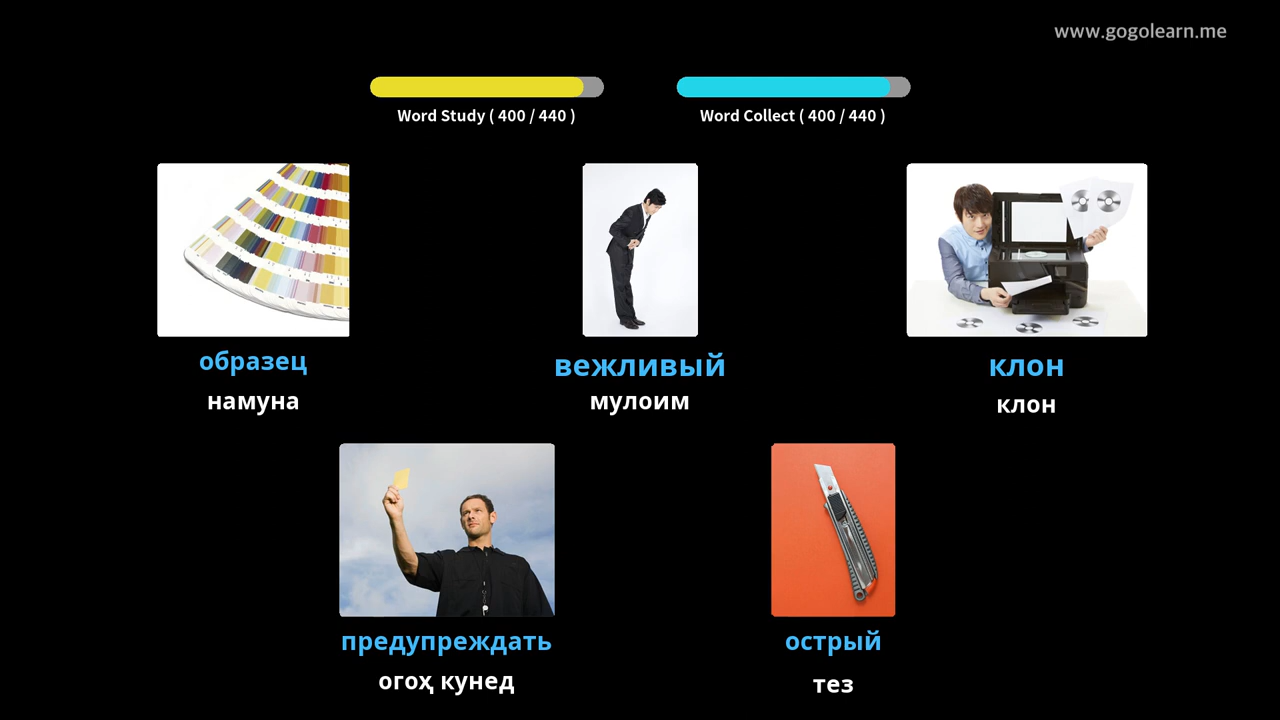 www.gogolearn.me
Word Study ( 400 / 440 )
Word Collect ( 400 / 440 )
образец
вежливый
клон
намуна
мулоим
клон
предупреждать
острый
огоҳ кунед
тез